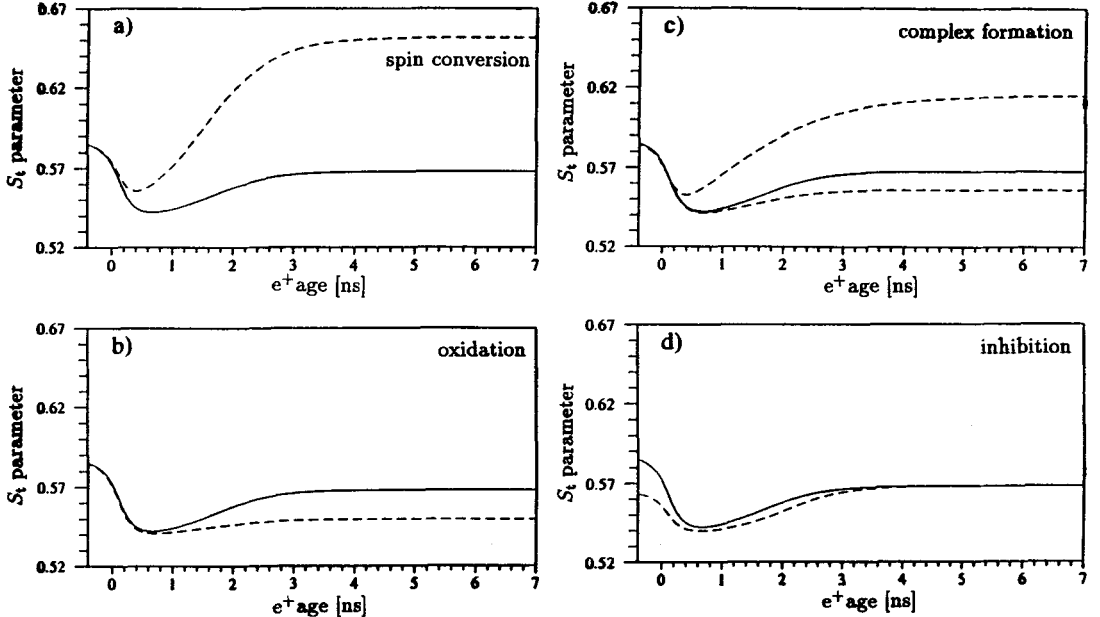 a)
spin conversion
0.67
0.62
0.57
0.52
S_t parameter
0 1 2 3 4 5 6 7
e⁺age [ns]
c)
complex formation
0.67
0.62
0.57
0.52
S_t parameter
0 1 2 3 4 5 6 7
e⁺age [ns]
b)
oxidation
0.67
0.62
0.57
0.52
S_t parameter
0 1 2 3 4 5 6 7
e⁺age [ns]
d)
inhibition
0.67
0.62
0.57
0.52
S_t parameter
0 1 2 3 4 5 6 7
e⁺age [ns]